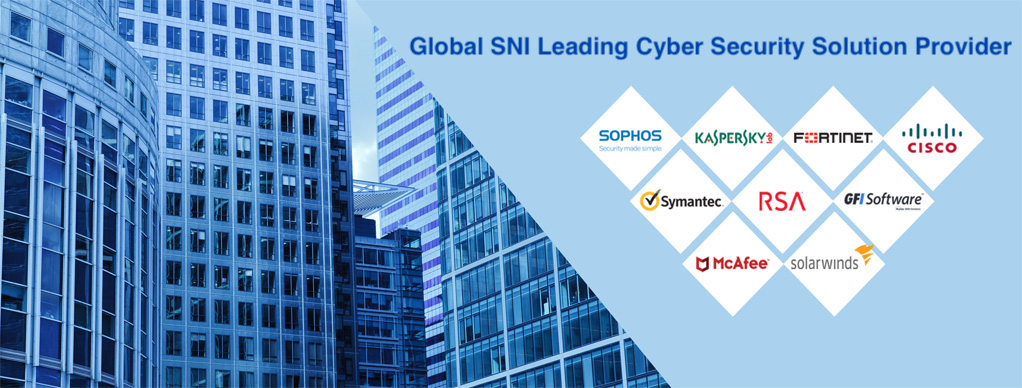 Global SNI Leading Cyber Security Solution Provider
SOPHOS
Security made simple.
KASPERSKY lab
FORTINET
CISCO
Symantec.
RSA
GFI Software
McAfee
solarwinds